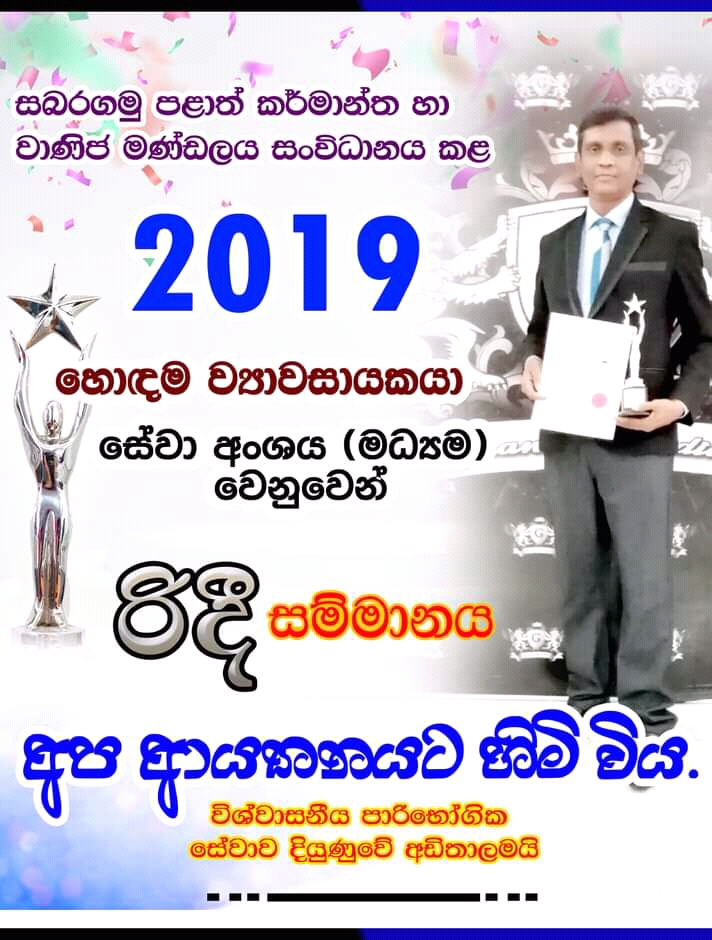 සබරගමු පළාත් කර්මාන්ත හා
වාණිජ මණ්ඩලය සංවිධානය කළ
2019
හොඳම ව්‍යාවසායකයා
සේවා අංශය (මධ්‍යම)
වෙනුවෙන්
රිදී සම්මානය
අප ආයතනයට හිමි විය.
විශ්වාසනීය පාරිභෝගික
සේවාව දියුණුවේ අඩිතාලමයි